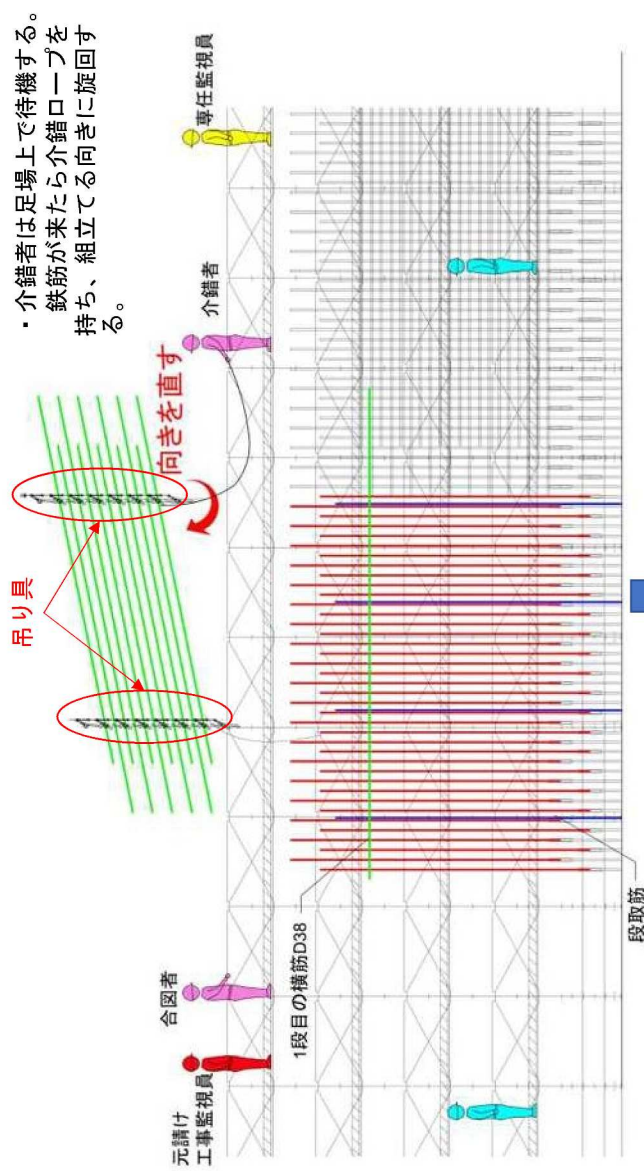 ・介錯者は足場上で待機する。
鉄筋が来たら介錯ロープを
持ち、組立てる向きに旋回す
る。
吊り具
向きを直す
専任監視員
介錯者
合図者
元請け
工事監視員
1段目の横筋D38
段取筋